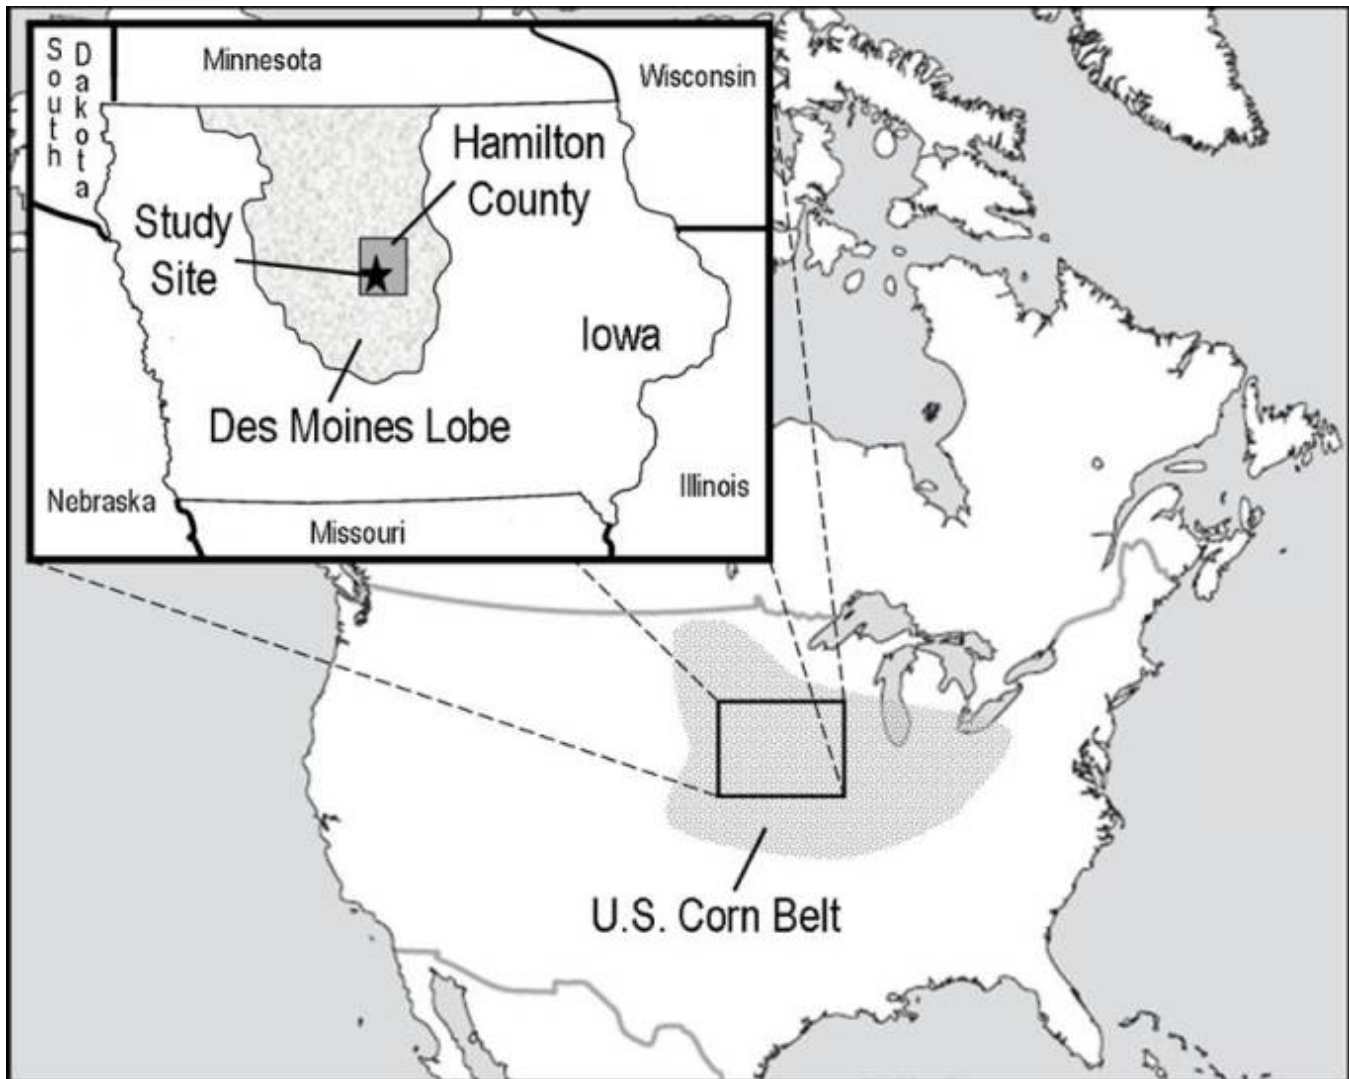 South
Dakota
Minnesota
Wisconsin
Hamilton
County
Study
Site
Iowa
Des Moines Lobe
Nebraska
Illinois
Missouri
U.S. Corn Belt